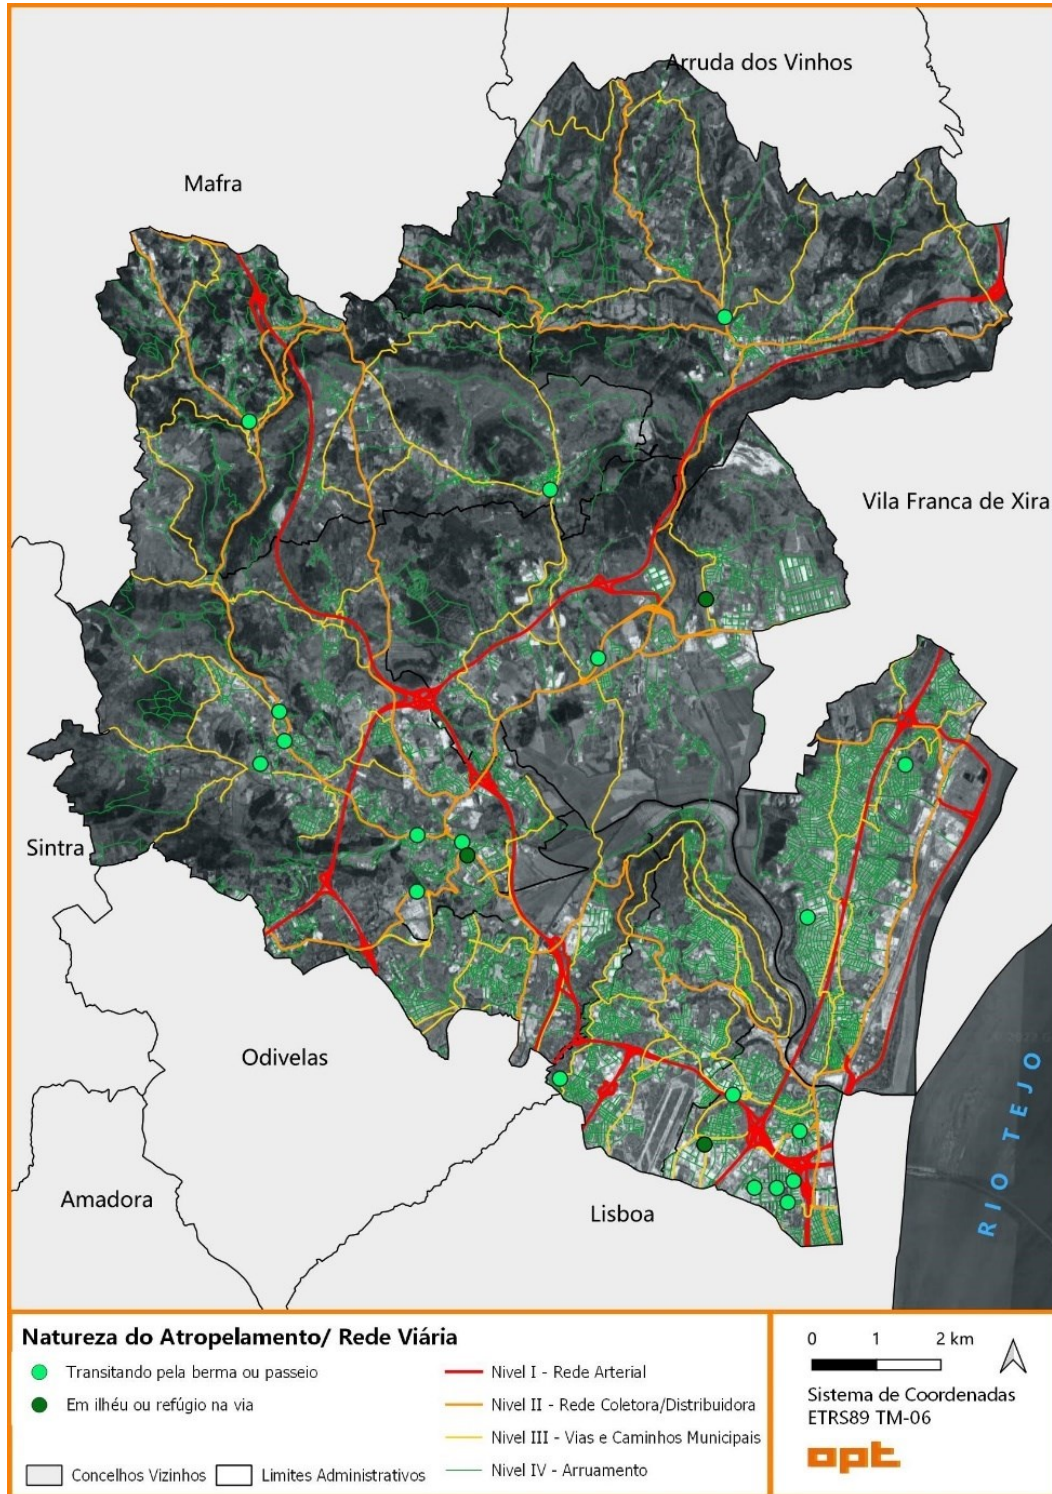 Arruda dos Vinhos
Mafra
Vila Franca de Xira
Sintra
Odivelas
RIO TEJO
Amadora
Lisboa
Natureza do Atropelamento/ Rede Viária
Transitando pela berma ou passeio
Em ilhéu ou refúgio na via
Concelhos Vizinhos
Limites Administrativos
Nivel I - Rede Arterial
Nivel II - Rede Coletora/Distribuidora
Nivel III - Vias e Caminhos Municipais
Nivel IV - Arruamento
0 1 2 km
Sistema de Coordenadas
ETRS89 TM-06
opt